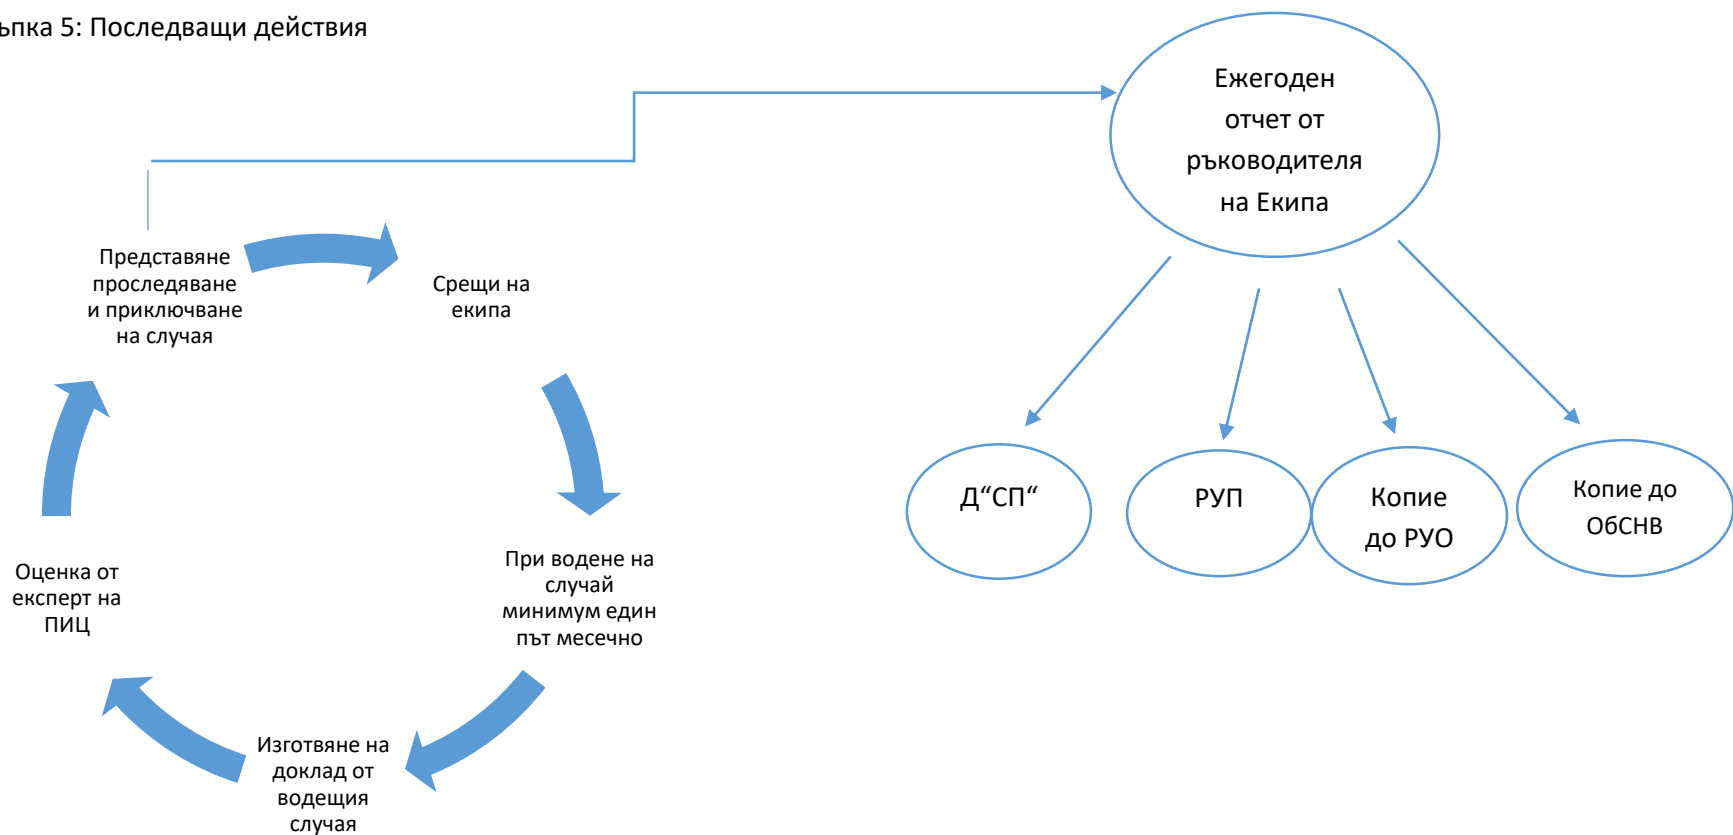 ъпка 5: Последващи действия
Ежегоден
отчет от
ръководителя
на Екипа
Представяне
проследяване
и приключване
на случая
Срещи на
екипа
При водене на
случай
минимум един
път месечно
Изготвяне на
доклад от
водещия
случая
Оценка от
експерт на
ПИЦ
Д“СП“
РУП
Копие
до РУО
Копие до
ОбСНВ